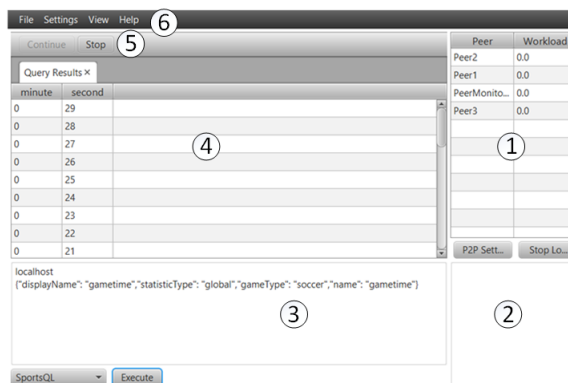 File Settings View Help 6
Continue Stop 5
Query Results ×
minute second
0 29
0 28
0 27
0 26
0 25
0 24
0 23
0 22
0 21
4
Peer Workload
Peer2 0.0
Peer1 0.0
PeerMonito... 0.0
Peer3 0.0
1
P2P Sett... Stop Lo...
localhost
{"displayName": "gametime","statisticType": "global","gameType": "soccer","name": "gametime"}
3
2
SportsQL Execute